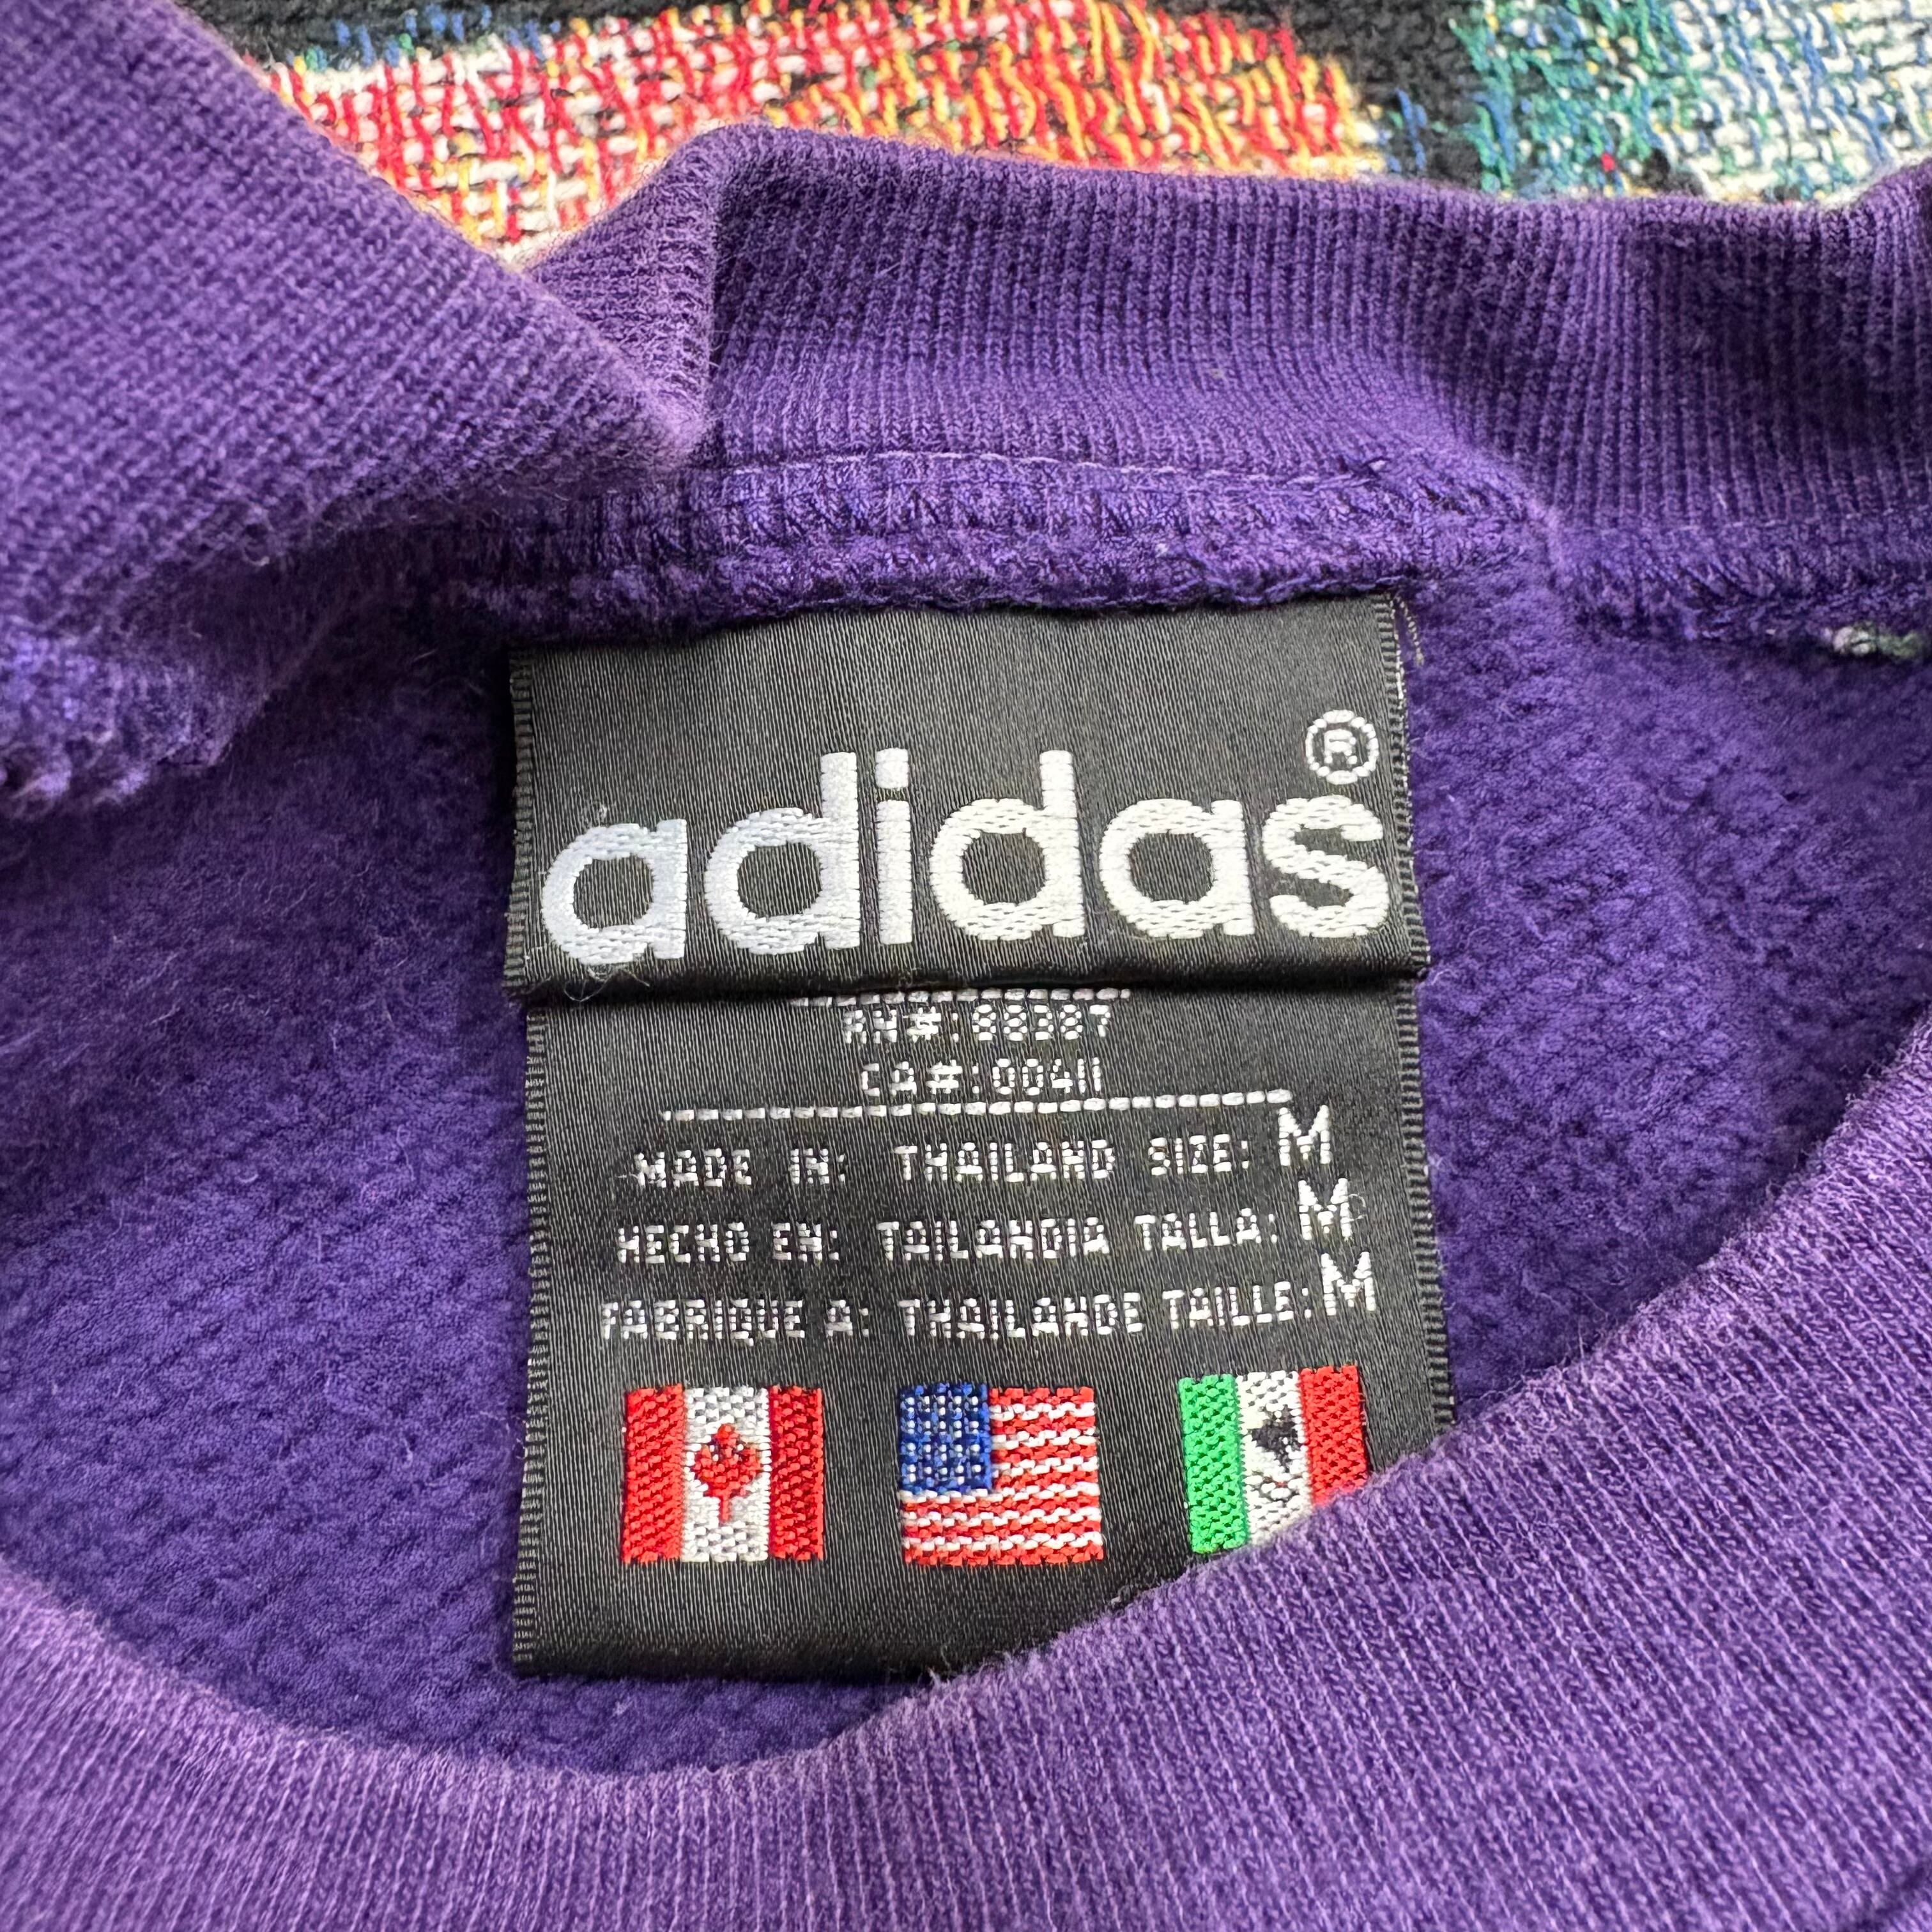 adidas®
RN#:88387
CA#:00411
MADE IN: THAILAND SIZE: M
HECHO EN: TAILANDIA TALLA: M
FABRIQUE A: THAILANDE TAILLE: M